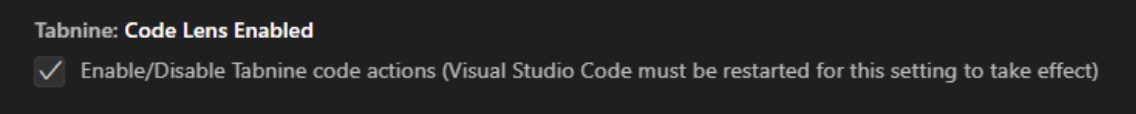 Tabnine: Code Lens Enabled
Enable/Disable Tabnine code actions (Visual Studio Code must be restarted for this setting to take effect)